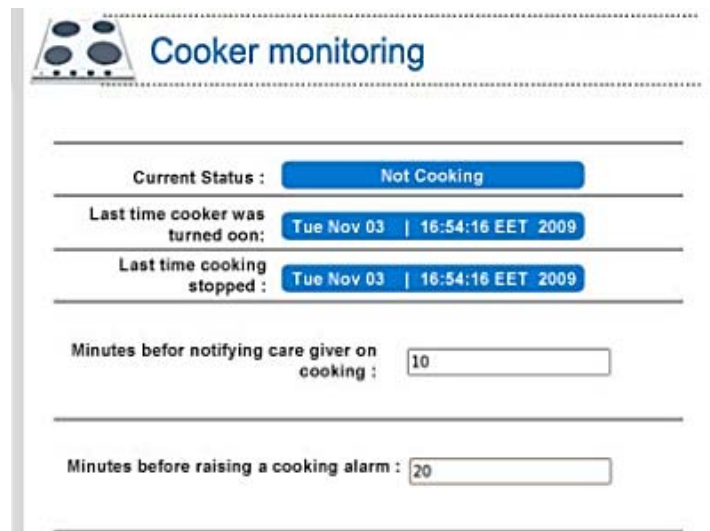 Cooker monitoring
Current Status : Not Cooking
Last time cooker was
turned oon: Tue Nov 03 | 16:54:16 EET 2009
Last time cooking
stopped : Tue Nov 03 | 16:54:16 EET 2009
Minutes befor notifying care giver on
cooking : 10
Minutes before raising a cooking alarm : 20